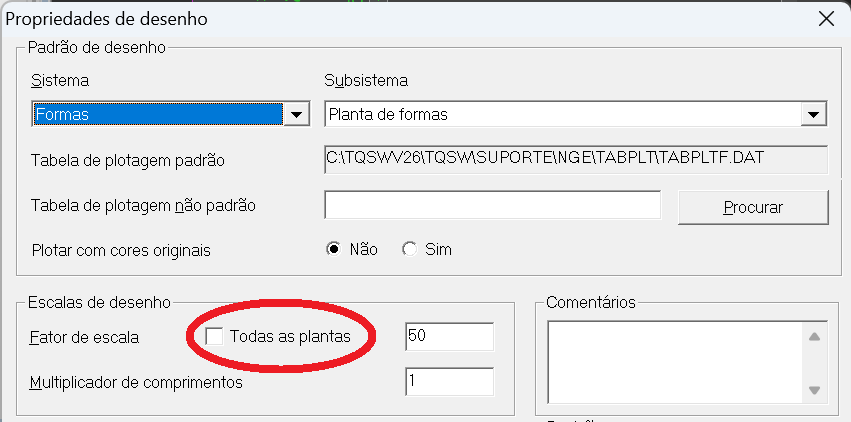 Propriedades de desenho
Padrão de desenho
Sistema
Subsistema
Formas
Planta de formas
Tabela de plotagem padrão
C:\TQSWV26\TQSW\SUPORTE\NGE\TABPLT\TABPLTF.DAT
Tabela de plotagem não padrão
Procurar
Plotar com cores originais
Não
Sim
Escalas de desenho
Fator de escala
Todas as plantas
50
Multiplicador de comprimentos
1
Comentários